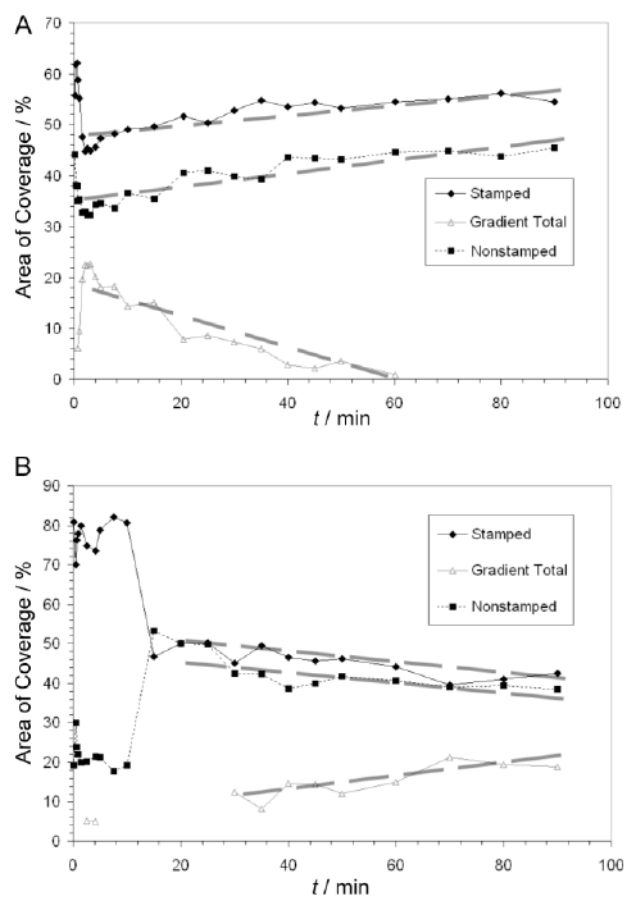 A
70
60
50
40
30
20
10
0
Area of Coverage / %
Stamped
Gradient Total
Nonstamped
0 20 40 60 80 100
t / min
B
90
80
70
60
50
40
30
20
10
0
Area of Coverage / %
Stamped
Gradient Total
Nonstamped
0 20 40 60 80 100
t / min